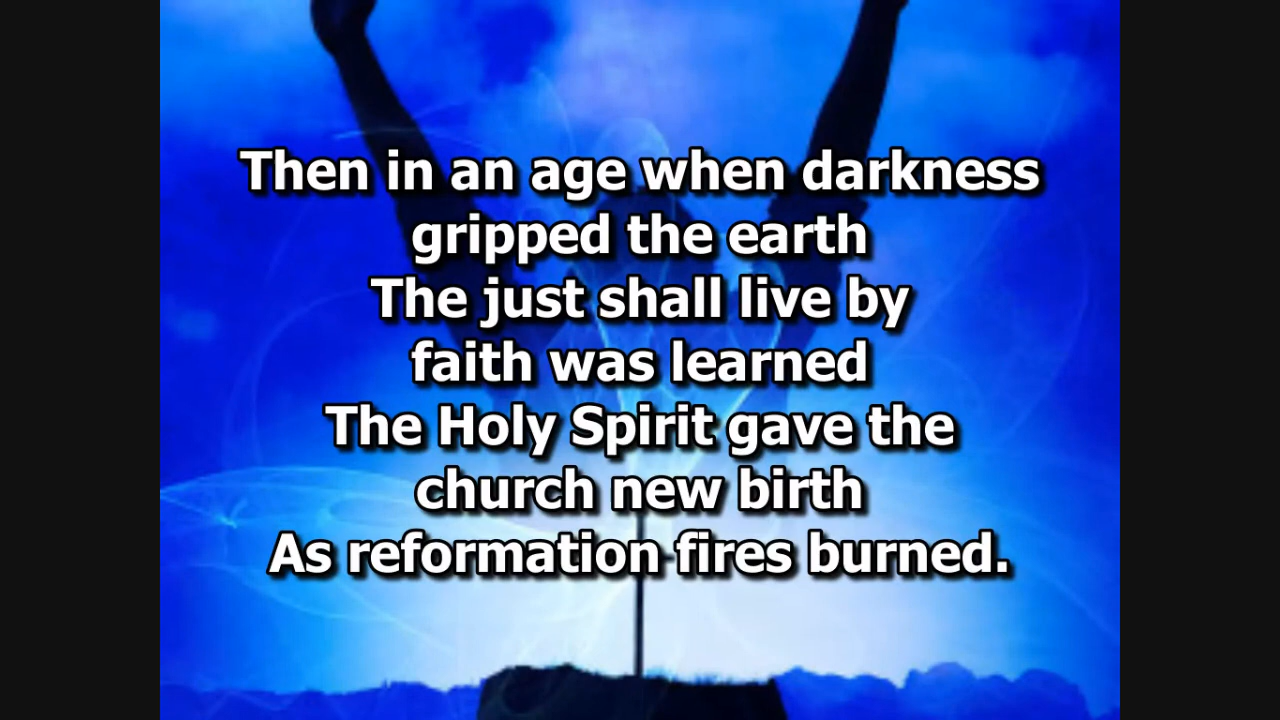 Then in an age when darkness
gripped the earth
The just shall live by
faith was learned
The Holy Spirit gave the
church new birth
As reformation fires burned.